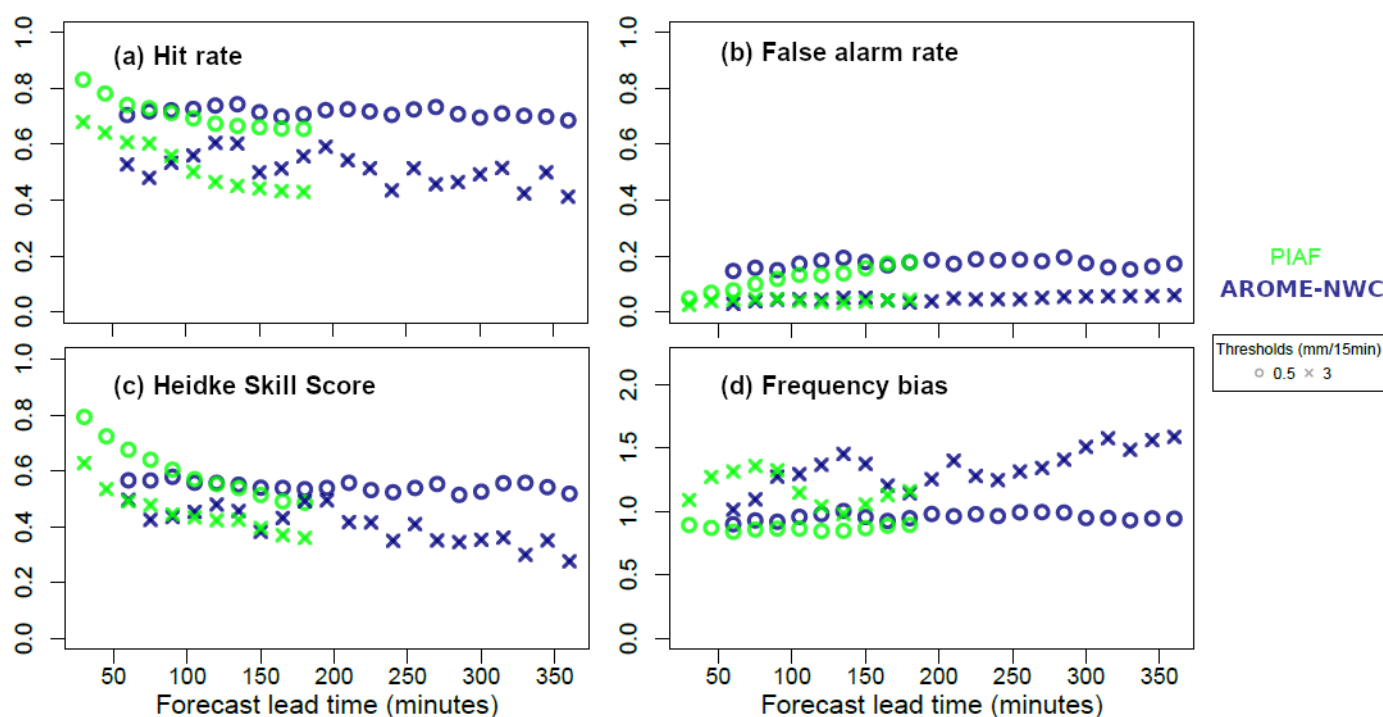 (a) Hit rate
1.0
0.8
0.6
0.4
0.2
0.0
(b) False alarm rate
1.0
0.8
0.6
0.4
0.2
0.0
(c) Heidke Skill Score
1.0
0.8
0.6
0.4
0.2
0.0
50 100 150 200 250 300 350
Forecast lead time (minutes)
(d) Frequency bias
2.0
1.5
1.0
0.5
0.0
50 100 150 200 250 300 350
Forecast lead time (minutes)
PIAF
AROME-NWC
Thresholds (mm/15min)
0.5 3